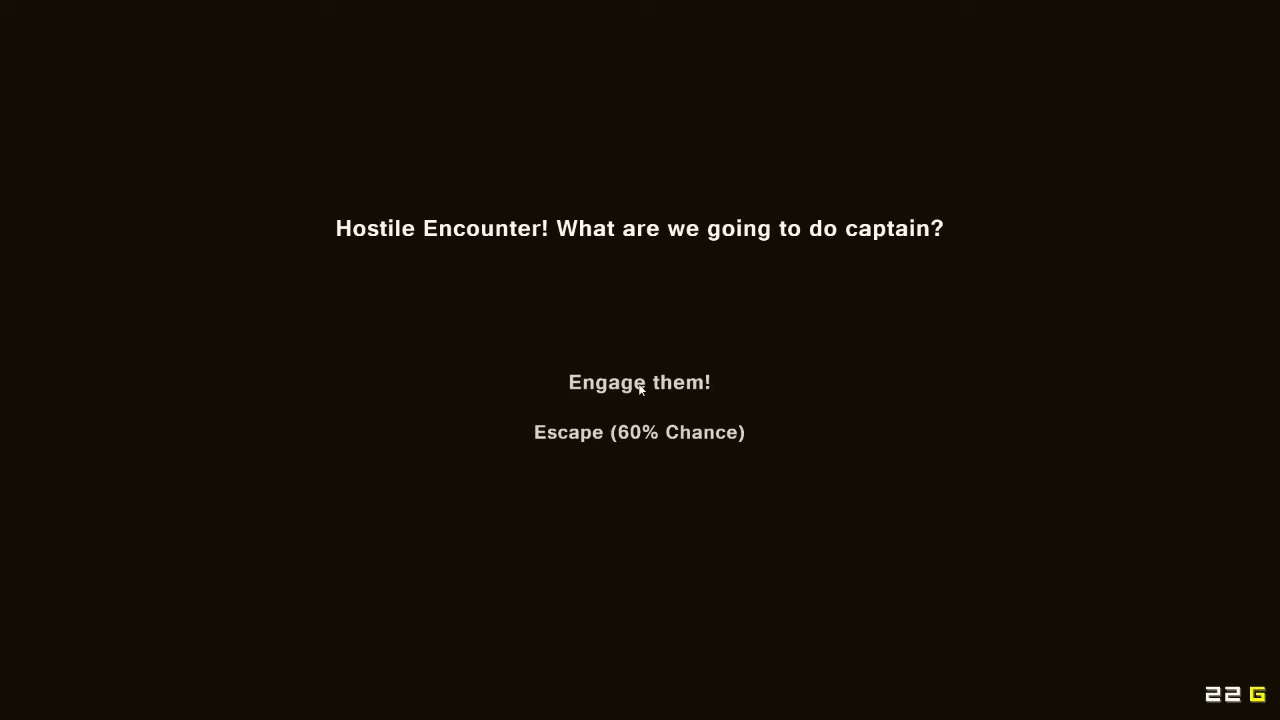 Hostile Encounter! What are we going to do captain?
Engage them!
Escape (60% Chance)
22 G